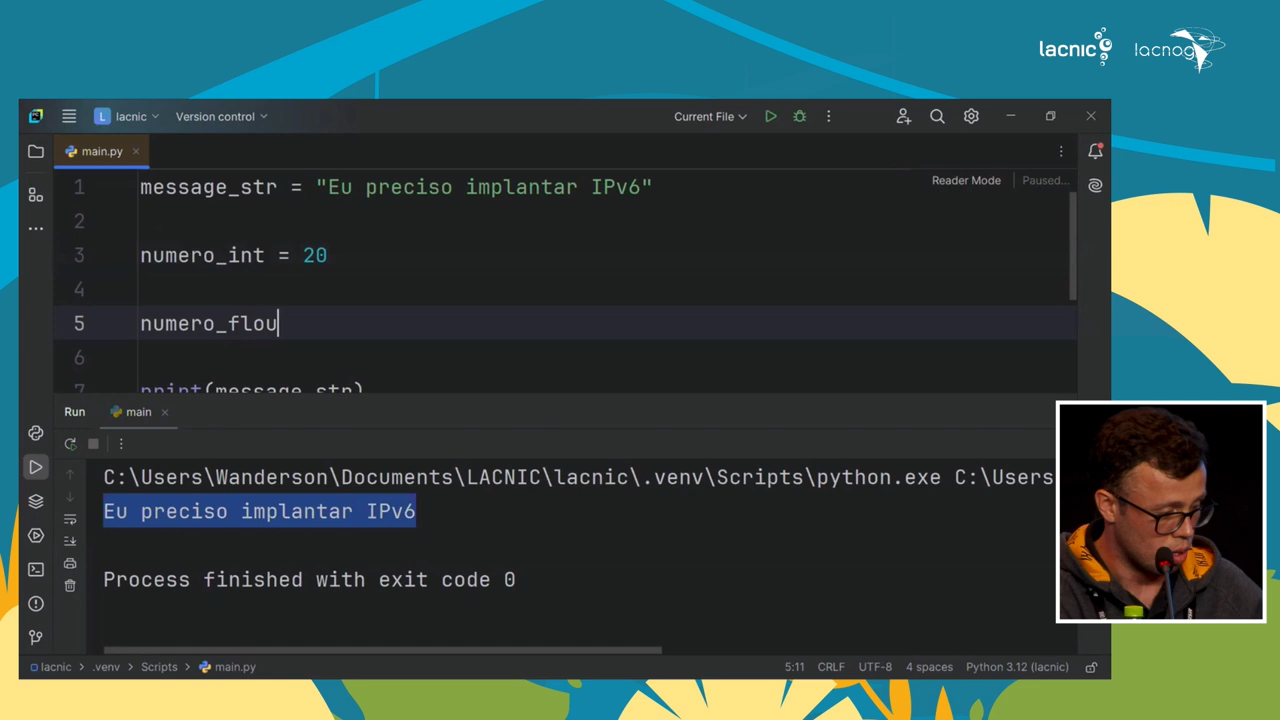 lacnic lacnog
L lacnic Version control Current File
main.py
Reader Mode Paused...
1 message_str = "Eu preciso implantar IPv6"
2
3 numero_int = 20
4
5 numero_flou
6
7 print(message_str)
Run main
C:\Users\Wanderson\Documents\LACNIC\lacnic\.venv\Scripts\python.exe C:\Users
Eu preciso implantar IPv6
Process finished with exit code 0
lacnic .venv Scripts main.py 5:11 CRLF UTF-8 4 spaces Python 3.12 (lacnic)